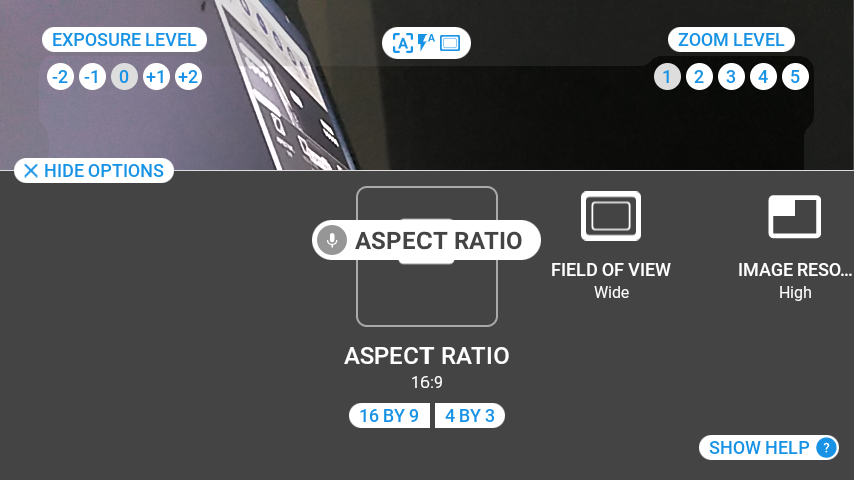 EXPOSURE LEVEL
A
A
ZOOM LEVEL
-2 -1 0 +1 +2
1 2 3 4 5
HIDE OPTIONS
ASPECT RATIO
FIELD OF VIEW
Wide
IMAGE RESO...
High
ASPECT RATIO
16:9
16 BY 9
4 BY 3
SHOW HELP ?